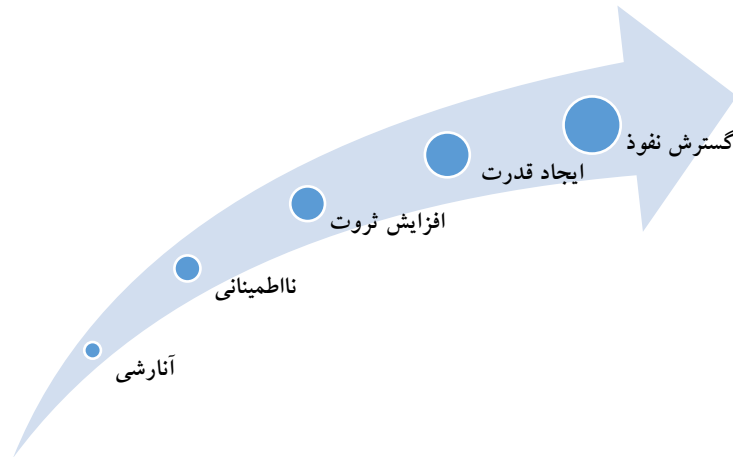 گسترش نفوذ
ایجاد قدرت
افزایش ثروت
نااطمینانی
آنارشی